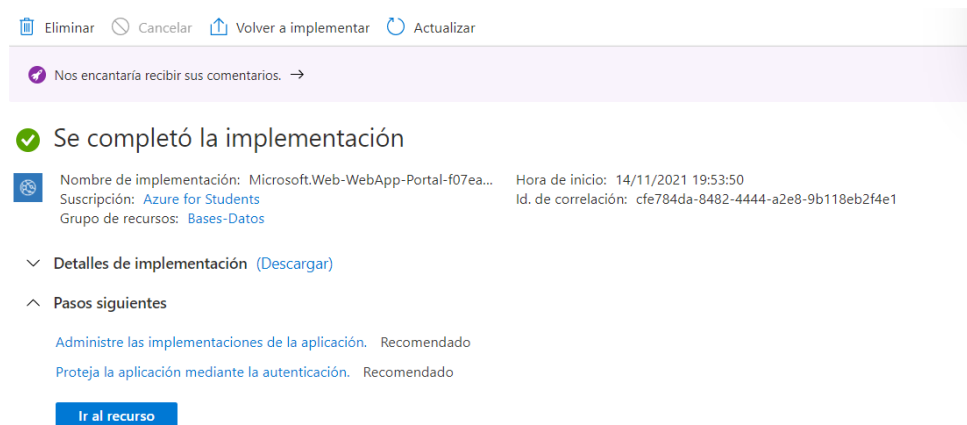 Eliminar Cancelar Volver a implementar Actualizar
Nos encantaría recibir sus comentarios. →
Se completó la implementación
Nombre de implementación: Microsoft.Web-WebApp-Portal-f07ea... Hora de inicio: 14/11/2021 19:53:50
Suscripción: Azure for Students Id. de correlación: cfe784da-8482-4444-a2e8-9b118eb2f4e1
Grupo de recursos: Bases-Datos
Detalles de implementación (Descargar)
Pasos siguientes
Administre las implementaciones de la aplicación. Recomendado
Proteja la aplicación mediante la autenticación. Recomendado
Ir al recurso